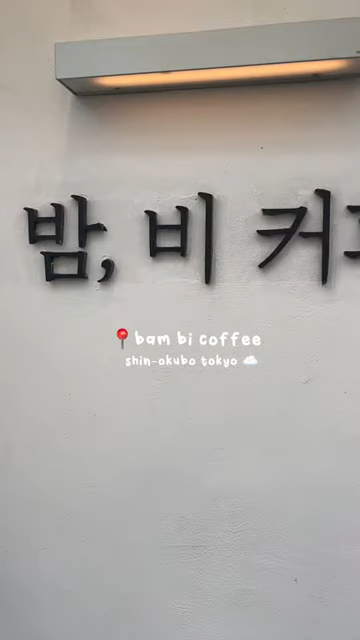 밤, 비 커
📍bam bi coffee
shin-okubo tokyo ☁️